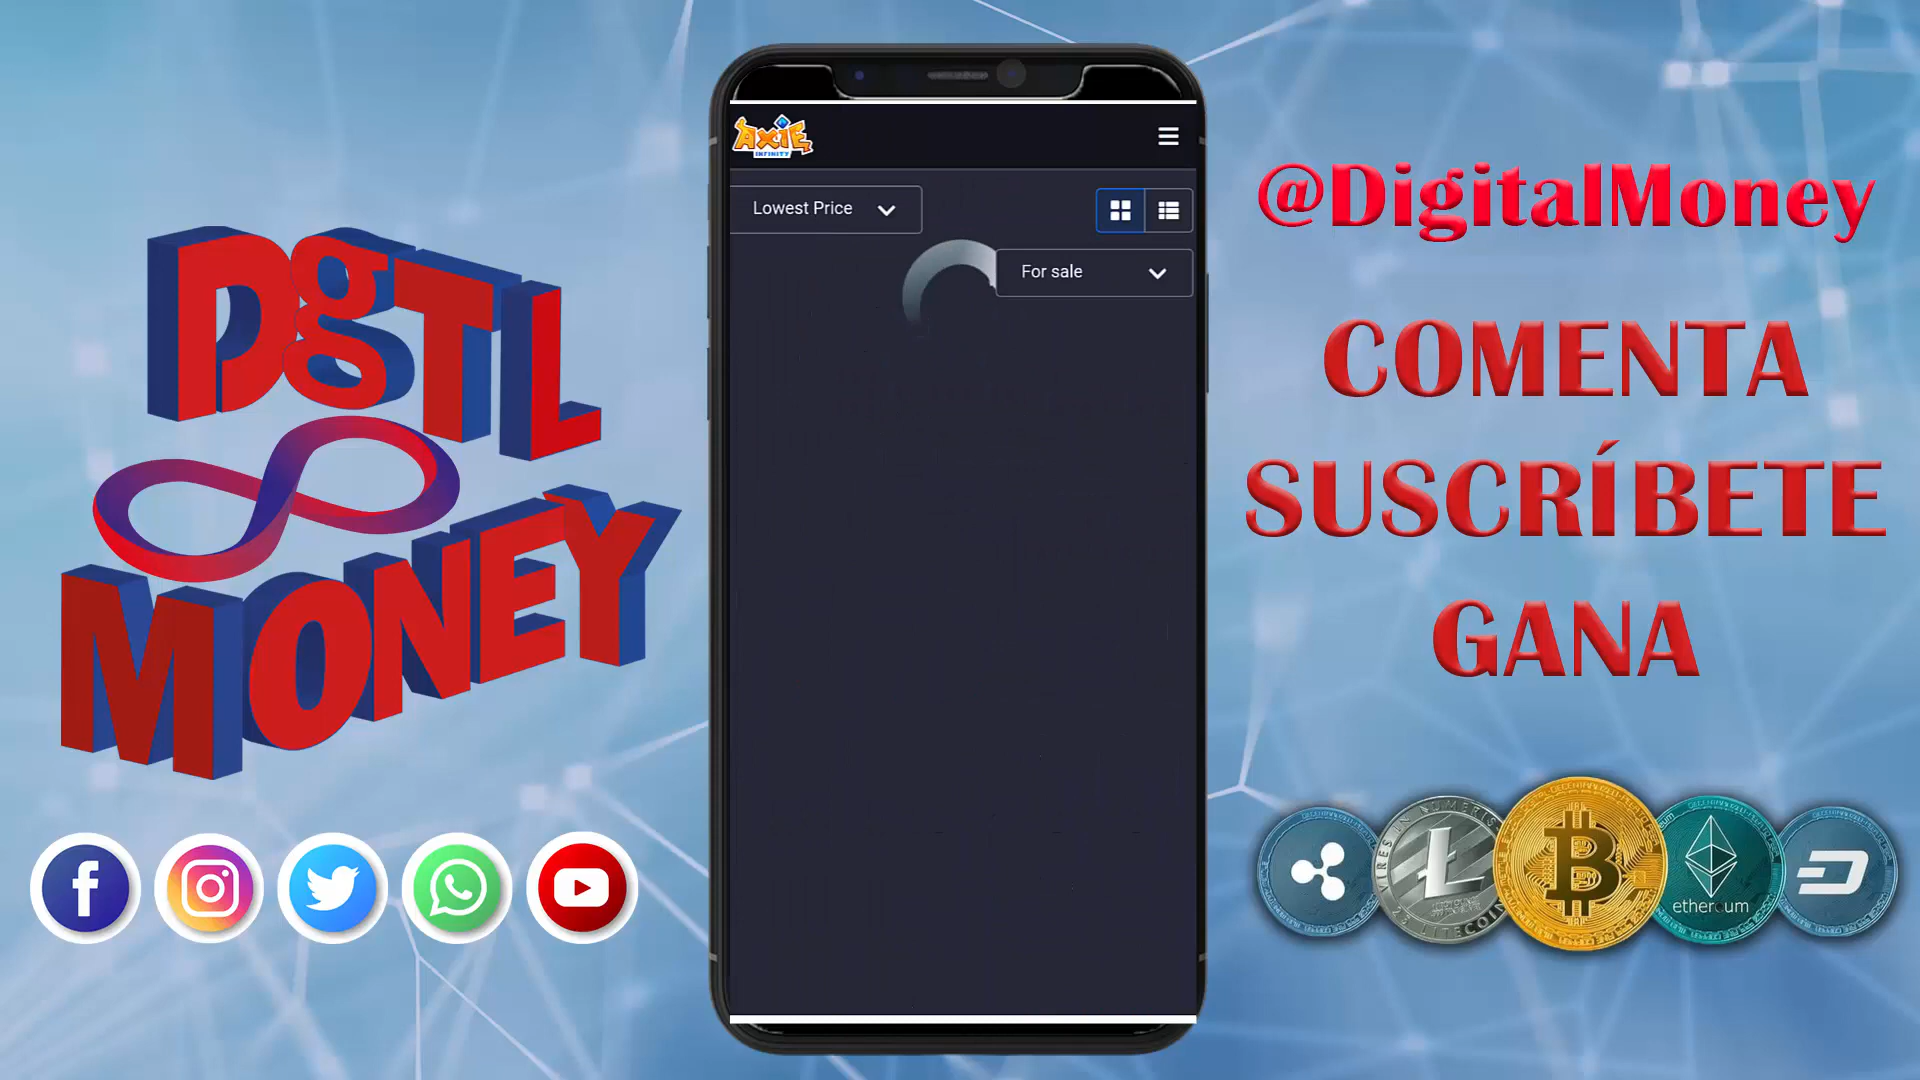 DgTL
MONEY
AXIE
INFINITY
Lowest Price
For sale
@DigitalMoney
COMENTA
SUSCRÍBETE
GANA
ethereum